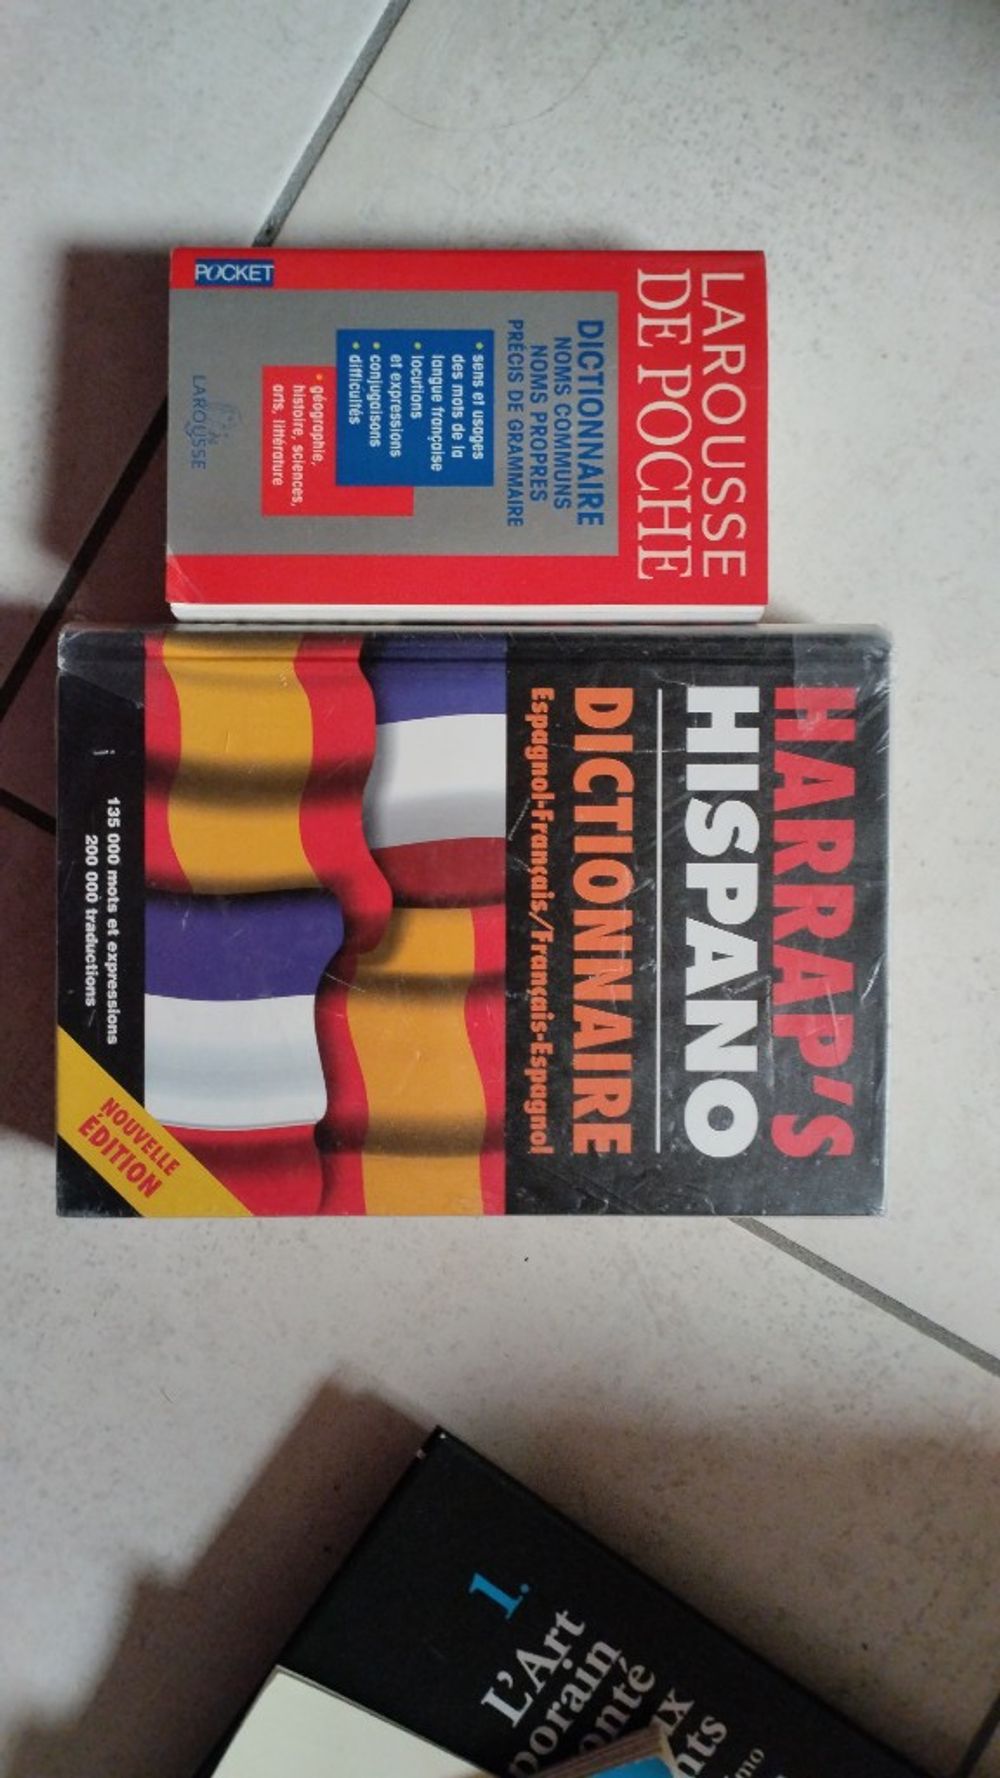 LAROUSSE
DE POCHE
DICTIONNAIRE
NOMS COMMUNS
NOMS PROPRES
PRÉCIS DE GRAMMAIRE
• sens et usages
des mots de la
langue française
• locutions
et expressions
• conjugaisons
• difficultés
• géographie,
histoire, sciences,
arts, littérature
LAROUSSE
POCKET
HARRAP'S
HISPANO
DICTIONNAIRE
Espagnol-Français/Français-Espagnol
135 000 mots et expressions
200 000 traductions
NOUVELLE
ÉDITION
1.
L'Art